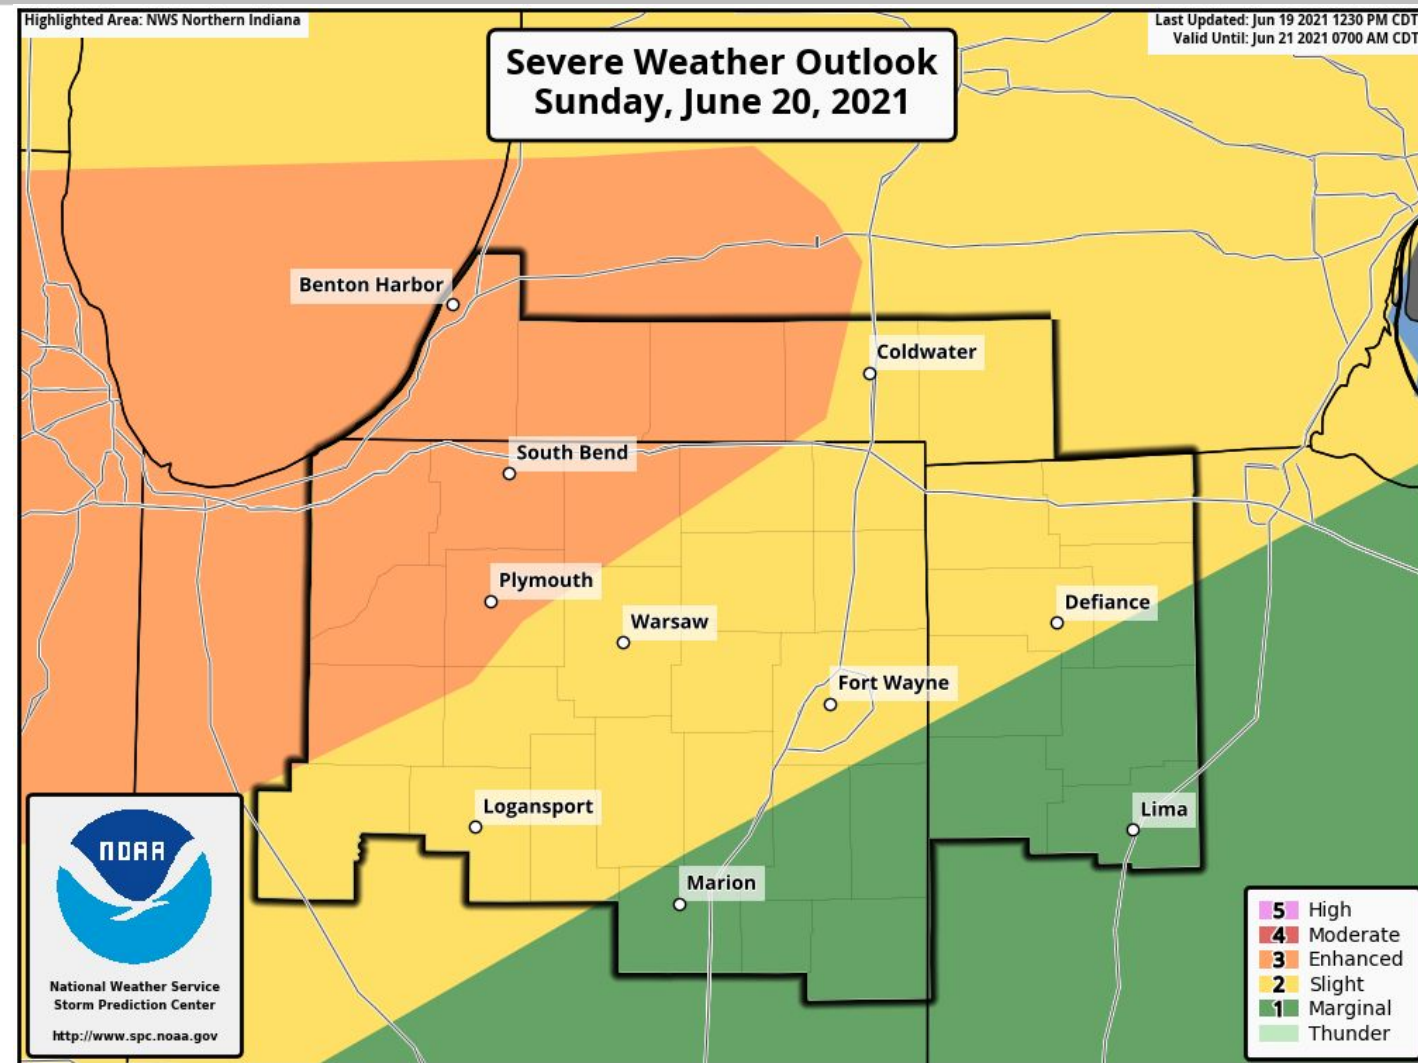 Highlighted Area: NWS Northern Indiana
Last Updated: Jun 19 2021 1230 PM CDT
Valid Until: Jun 21 2021 0700 AM CDT
Severe Weather Outlook
Sunday, June 20, 2021
Benton Harbor
Coldwater
South Bend
Plymouth
Warsaw
Defiance
Fort Wayne
Logansport
Lima
Marion
NOAA
National Weather Service
Storm Prediction Center
http://www.spc.noaa.gov
5 High
4 Moderate
3 Enhanced
2 Slight
1 Marginal
Thunder